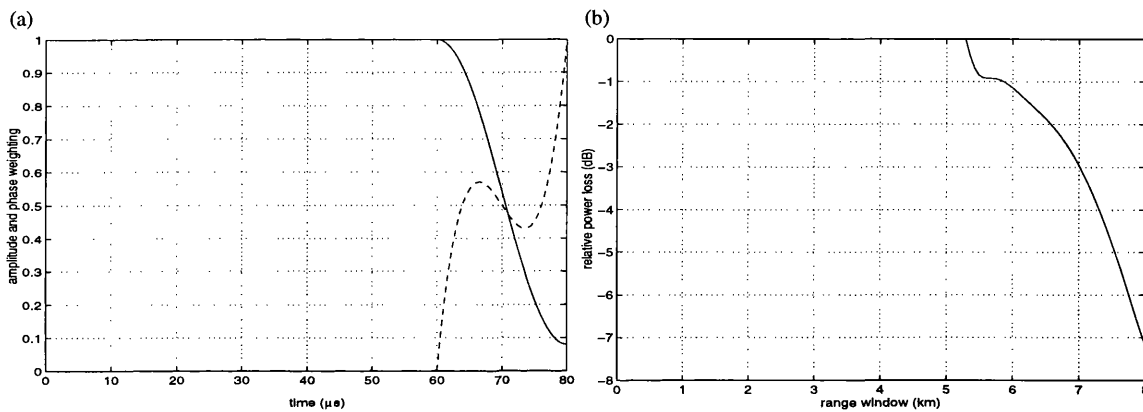 (a)
1
0.9
0.8
0.7
0.6
0.5
0.4
0.3
0.2
0.1
0
amplitude and phase weighting
0 10 20 30 40 50 60 70 80
time (μs)
(b)
0
−1
−2
−3
−4
−5
−6
−7
−8
relative power loss (dB)
0 1 2 3 4 5 6 7 8
range window (km)